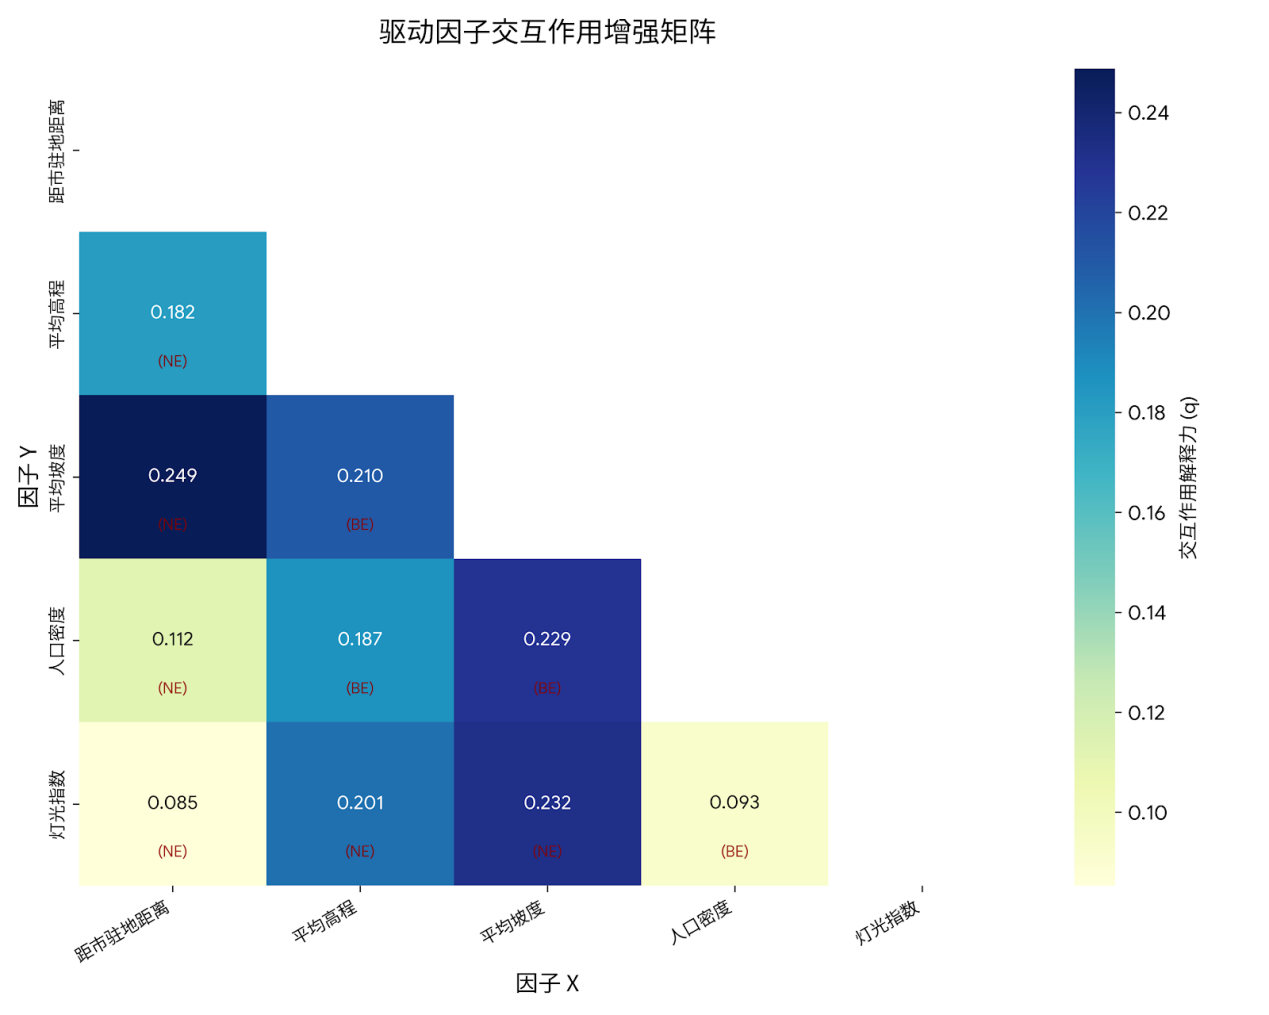 驱动因子交互作用增强矩阵
因子 Y
距市驻地距离
平均高程
0.182
(NE)
平均坡度
0.249
0.210
(NE)
(BE)
人口密度
0.112
0.187
0.229
(NE)
(BE)
(BE)
灯光指数
0.085
0.201
0.232
0.093
(NE)
(NE)
(NE)
(BE)
距市驻地距离
平均高程
平均坡度
人口密度
灯光指数
因子 X
0.24
0.22
0.20
0.18
0.16
0.14
0.12
0.10
交互作用解释力 (q)